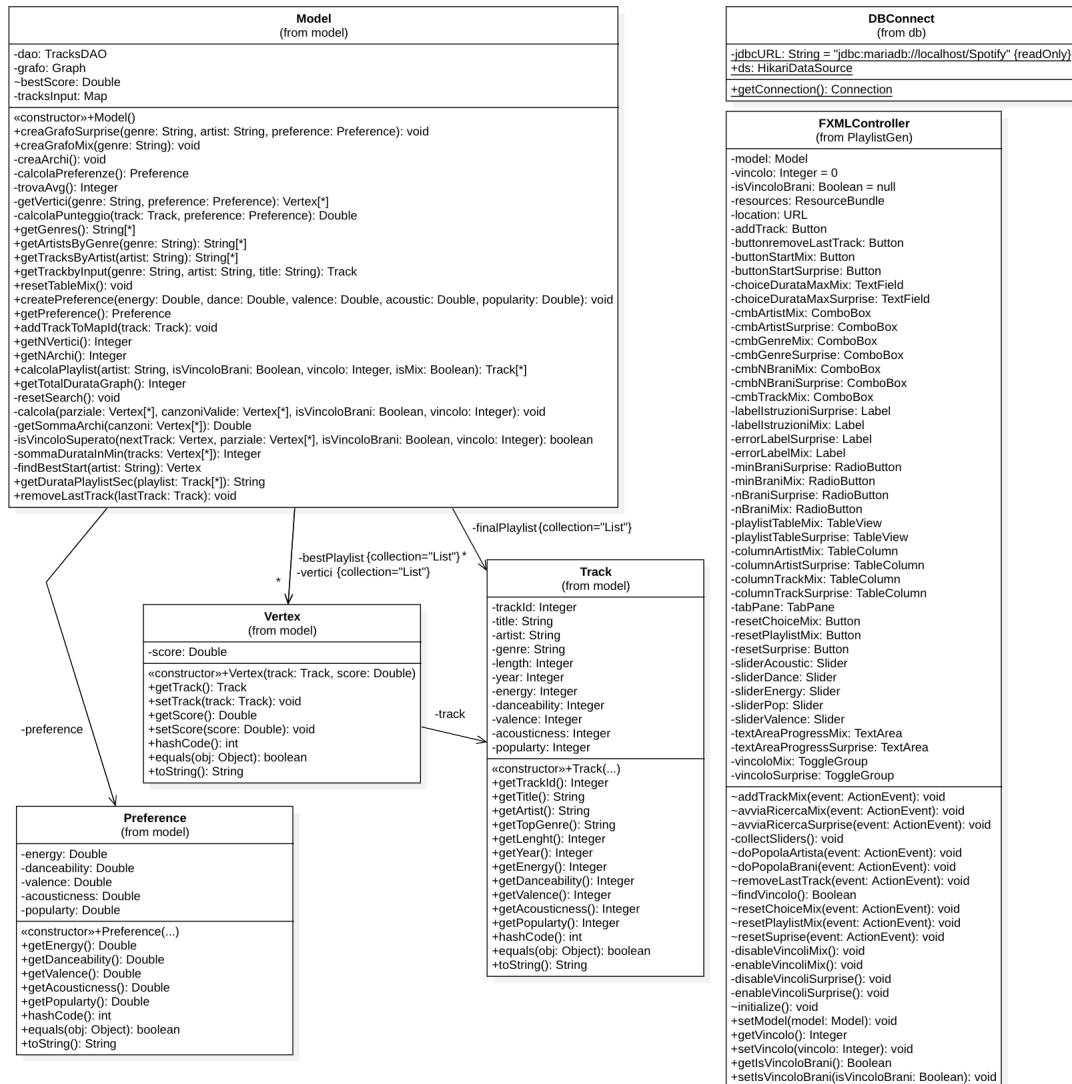 Model
(from model)
-dao: TracksDAO
-grafo: Graph
~bestScore: Double
-tracksInput: Map
«constructor»+Model()
+creaGrafoSurprise(genre: String, artist: String, preference: Preference): void
+creaGrafoMix(genre: String): void
-creaArchi(): void
-calcolaPreferenze(): Preference
-trovaAvg(): Integer
-getVertici(genre: String, preference: Preference): Vertex[*]
-calcolaPunteggio(track: Track, preference: Preference): Double
+getGenres(): String[*]
+getArtistsByGenre(genre: String): String[*]
+getTracksByArtist(artist: String): String[*]
+getTrackbyInput(genre: String, artist: String, title: String): Track
+resetTableMix(): void
+createPreference(energy: Double, dance: Double, valence: Double, acoustic: Double, popularity: Double): void
+getPreference(): Preference
+addTrackToMapId(track: Track): void
+getNVertici(): Integer
+getNArchi(): Integer
+calcolaPlaylist(artist: String, isVincoloBrani: Boolean, vincolo: Integer, isMix: Boolean): Track[*]
+getTotalDurataGraph(): Integer
-resetSearch(): void
-calcola(parziale: Vertex[*], canzoniValide: Vertex[*], isVincoloBrani: Boolean, vincolo: Integer): void
-getSommaArchi(canzoni: Vertex[*]): Double
-isVincoloSuperato(nextTrack: Vertex, parziale: Vertex[*], isVincoloBrani: Boolean, vincolo: Integer): boolean
-sommaDurataInMin(tracks: Vertex[*]): Integer
-findBestStart(artist: String): Vertex
+getDurataPlaylistSec(playlist: Track[*]): String
+removeLastTrack(lastTrack: Track): void
-finalPlaylist {collection="List"}
-bestPlaylist {collection="List"} *
-vertici {collection="List"}
*
-preference
-track
Vertex
(from model)
-score: Double
«constructor»+Vertex(track: Track, score: Double)
+getTrack(): Track
+setTrack(track: Track): void
+getScore(): Double
+setScore(score: Double): void
+hashCode(): int
+equals(obj: Object): boolean
+toString(): String
Track
(from model)
-trackId: Integer
-title: String
-artist: String
-genre: String
-length: Integer
-year: Integer
-energy: Integer
-danceability: Integer
-valence: Integer
-acousticness: Integer
-popularty: Integer
«constructor»+Track(...)
+getTrackId(): Integer
+getTitle(): String
+getArtist(): String
+getTopGenre(): String
+getLenght(): Integer
+getYear(): Integer
+getEnergy(): Integer
+getDanceability(): Integer
+getValence(): Integer
+getAcousticness(): Integer
+getPopularty(): Integer
+hashCode(): int
+equals(obj: Object): boolean
+toString(): String
Preference
(from model)
-energy: Double
-danceability: Double
-valence: Double
-acousticness: Double
-popularty: Double
«constructor»+Preference(...)
+getEnergy(): Double
+getDanceability(): Double
+getValence(): Double
+getAcousticness(): Double
+getPopularty(): Double
+hashCode(): int
+equals(obj: Object): boolean
+toString(): String
DBConnect
(from db)
-jdbcURL: String = "jdbc:mariadb://localhost/Spotify" {readOnly}
+ds: HikariDataSource
+getConnection(): Connection
FXMLController
(from PlaylistGen)
-model: Model
-vincolo: Integer = 0
-isVincoloBrani: Boolean = null
-resources: ResourceBundle
-location: URL
-addTrack: Button
-buttonremoveLastTrack: Button
-buttonStartMix: Button
-buttonStartSurprise: Button
-choiceDurataMaxMix: TextField
-choiceDurataMaxSurprise: TextField
-cmbArtistMix: ComboBox
-cmbArtistSurprise: ComboBox
-cmbGenreMix: ComboBox
-cmbGenreSurprise: ComboBox
-cmbNBraniMix: ComboBox
-cmbNBraniSurprise: ComboBox
-cmbTrackMix: ComboBox
-labelIstruzioniSurprise: Label
-labelIstruzioniMix: Label
-errorLabelSurprise: Label
-errorLabelMix: Label
-minBraniSurprise: RadioButton
-minBraniMix: RadioButton
-nBraniSurprise: RadioButton
-nBraniMix: RadioButton
-playlistTableMix: TableView
-playlistTableSurprise: TableView
-columnArtistMix: TableColumn
-columnArtistSurprise: TableColumn
-columnTrackMix: TableColumn
-columnTrackSurprise: TableColumn
-tabPane: TabPane
-resetChoiceMix: Button
-resetPlaylistMix: Button
-resetSurprise: Button
-sliderAcoustic: Slider
-sliderDance: Slider
-sliderEnergy: Slider
-sliderPop: Slider
-sliderValence: Slider
-textAreaProgressMix: TextArea
-textAreaProgressSurprise: TextArea
-vincoloMix: ToggleGroup
-vincoloSurprise: ToggleGroup
~addTrackMix(event: ActionEvent): void
~avviaRicercaMix(event: ActionEvent): void
~avviaRicercaSurprise(event: ActionEvent): void
-collectSliders(): void
~doPopolaArtista(event: ActionEvent): void
~doPopolaBrani(event: ActionEvent): void
~removeLastTrack(event: ActionEvent): void
~findVincolo(): Boolean
~resetChoiceMix(event: ActionEvent): void
~resetPlaylistMix(event: ActionEvent): void
~resetSuprise(event: ActionEvent): void
-disableVincoliMix(): void
-enableVincoliMix(): void
-disableVincoliSurprise(): void
-enableVincoliSurprise(): void
~initialize(): void
+setModel(model: Model): void
+getVincolo(): Integer
+setVincolo(vincolo: Integer): void
+getIsVincoloBrani(): Boolean
+setIsVincoloBrani(isVincoloBrani: Boolean): void